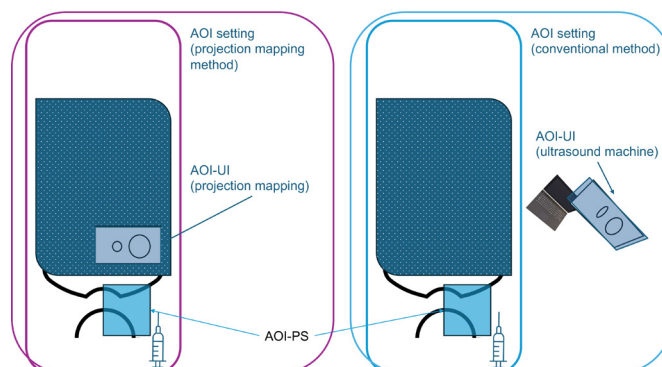 AOI setting
(projection mapping
method)
AOI-UI
(projection mapping)
AOI setting
(conventional method)
AOI-UI
(ultrasound machine)
AOI-PS